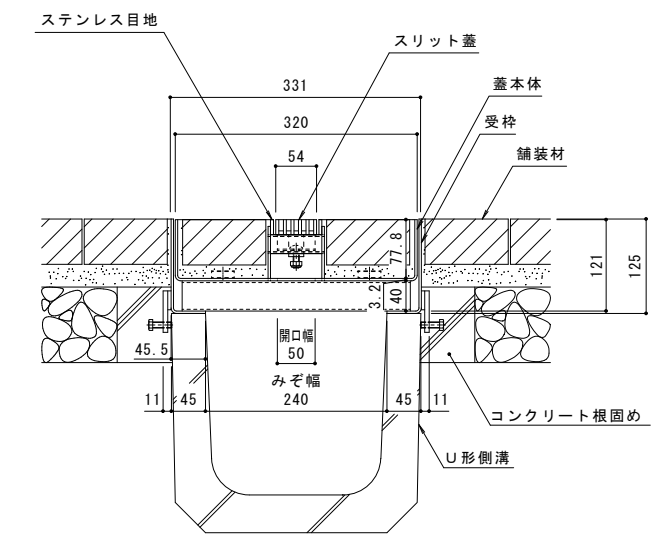 ステンレス目地
スリット蓋
331
蓋本体
320
受枠
54
舗装材
77.8
121
125
3.2
40
開口幅
45.5
50
みぞ幅
11
45
240
45
11
コンクリート根固め
U形側溝